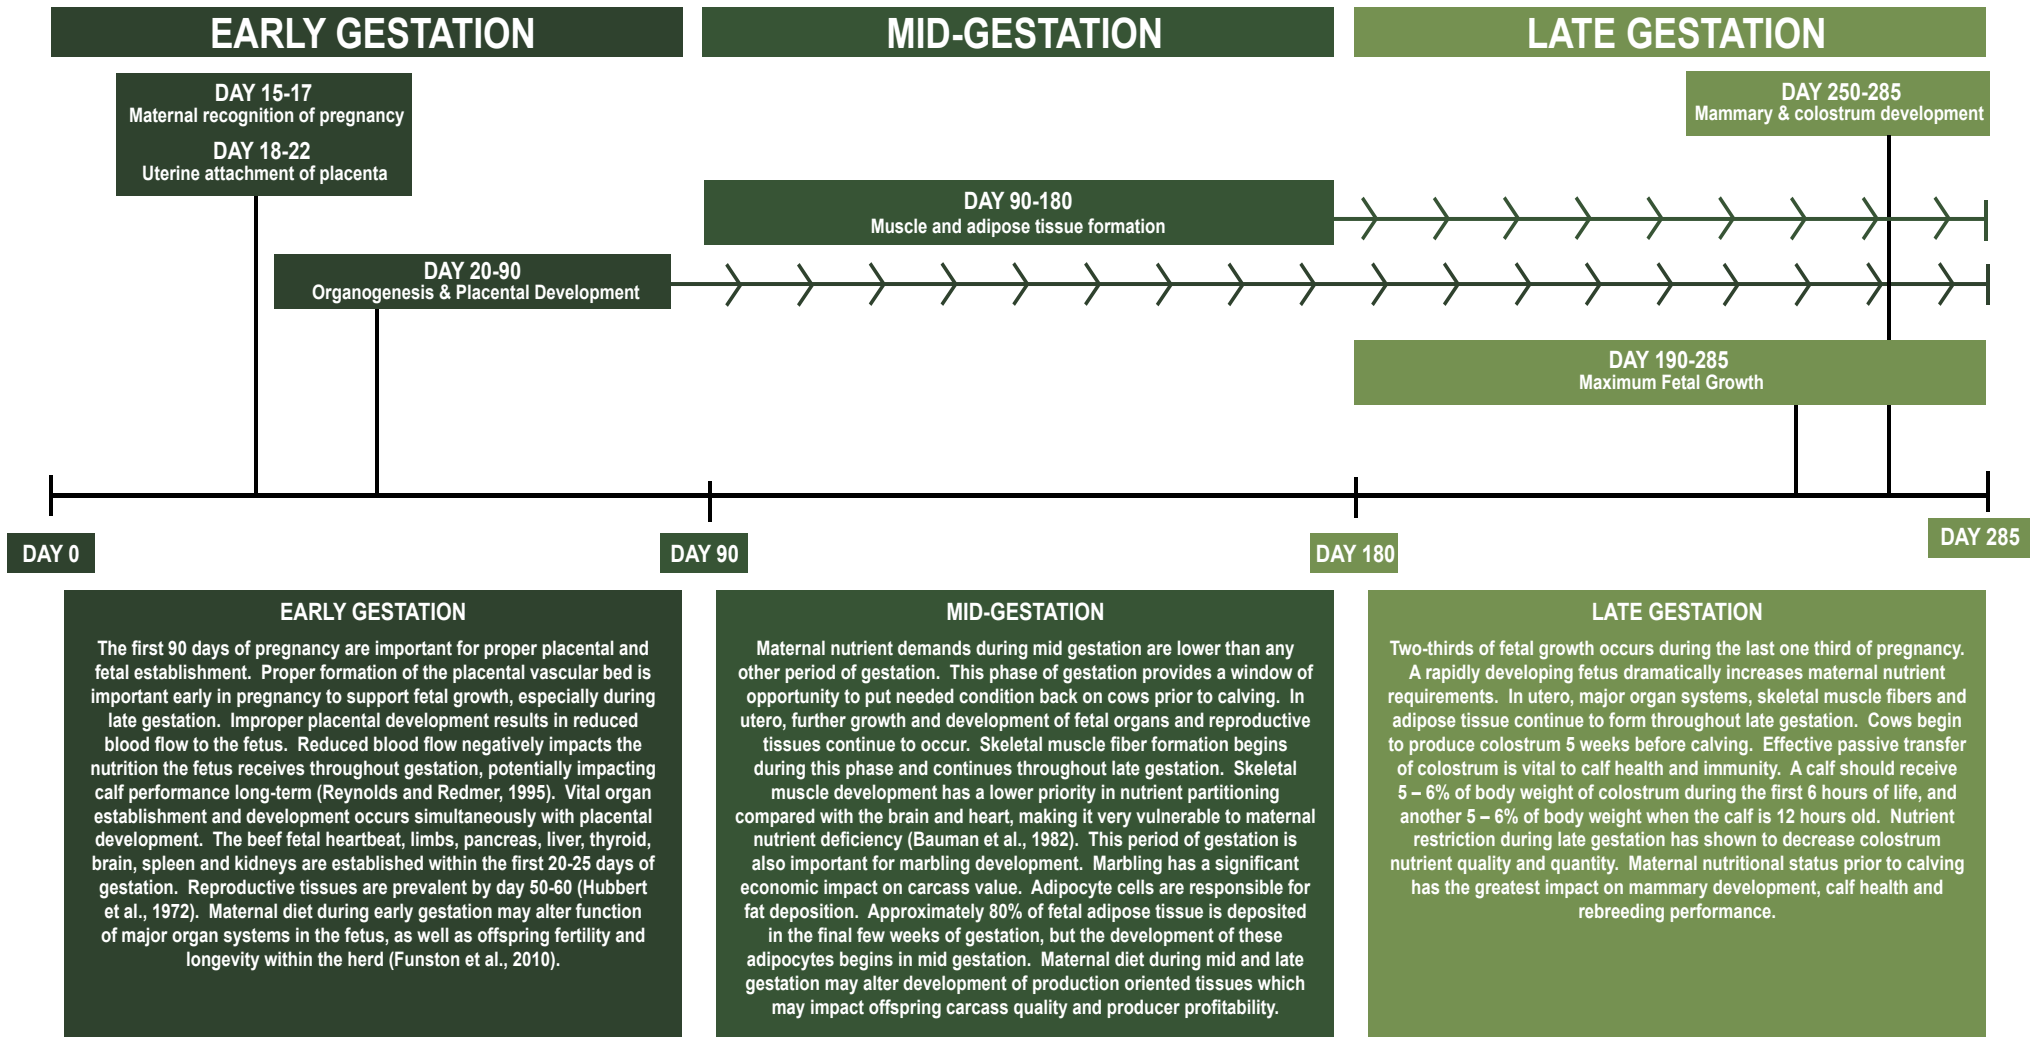 EARLY GESTATION
MID-GESTATION
LATE GESTATION
DAY 15-17
Maternal recognition of pregnancy
DAY 18-22
Uterine attachment of placenta
DAY 250-285
Mammary & colostrum development
DAY 90-180
Muscle and adipose tissue formation
DAY 20-90
Organogenesis & Placental Development
DAY 190-285
Maximum Fetal Growth
DAY 0
DAY 90
DAY 180
DAY 285
EARLY GESTATION
The first 90 days of pregnancy are important for proper placental and
fetal establishment. Proper formation of the placental vascular bed is
important early in pregnancy to support fetal growth, especially during
late gestation. Improper placental development results in reduced
blood flow to the fetus. Reduced blood flow negatively impacts the
nutrition the fetus receives throughout gestation, potentially impacting
calf performance long-term (Reynolds and Redmer, 1995). Vital organ
establishment and development occurs simultaneously with placental
development. The beef fetal heartbeat, limbs, pancreas, liver, thyroid,
brain, spleen and kidneys are established within the first 20-25 days of
gestation. Reproductive tissues are prevalent by day 50-60 (Hubbert
et al., 1972). Maternal diet during early gestation may alter function
of major organ systems in the fetus, as well as offspring fertility and
longevity within the herd (Funston et al., 2010).
MID-GESTATION
Maternal nutrient demands during mid gestation are lower than any
other period of gestation. This phase of gestation provides a window of
opportunity to put needed condition back on cows prior to calving. In
utero, further growth and development of fetal organs and reproductive
tissues continue to occur. Skeletal muscle fiber formation begins
during this phase and continues throughout late gestation. Skeletal
muscle development has a lower priority in nutrient partitioning
compared with the brain and heart, making it very vulnerable to maternal
nutrient deficiency (Bauman et al., 1982). This period of gestation is
also important for marbling development. Marbling has a significant
economic impact on carcass value. Adipocyte cells are responsible for
fat deposition. Approximately 80% of fetal adipose tissue is deposited
in the final few weeks of gestation, but the development of these
adipocytes begins in mid gestation. Maternal diet during mid and late
gestation may alter development of production oriented tissues which
may impact offspring carcass quality and producer profitability.
LATE GESTATION
Two-thirds of fetal growth occurs during the last one third of pregnancy.
A rapidly developing fetus dramatically increases maternal nutrient
requirements. In utero, major organ systems, skeletal muscle fibers and
adipose tissue continue to form throughout late gestation. Cows begin
to produce colostrum 5 weeks before calving. Effective passive transfer
of colostrum is vital to calf health and immunity. A calf should receive
5 – 6% of body weight of colostrum during the first 6 hours of life, and
another 5 – 6% of body weight when the calf is 12 hours old. Nutrient
restriction during late gestation has shown to decrease colostrum
nutrient quality and quantity. Maternal nutritional status prior to calving
has the greatest impact on mammary development, calf health and
rebreeding performance.